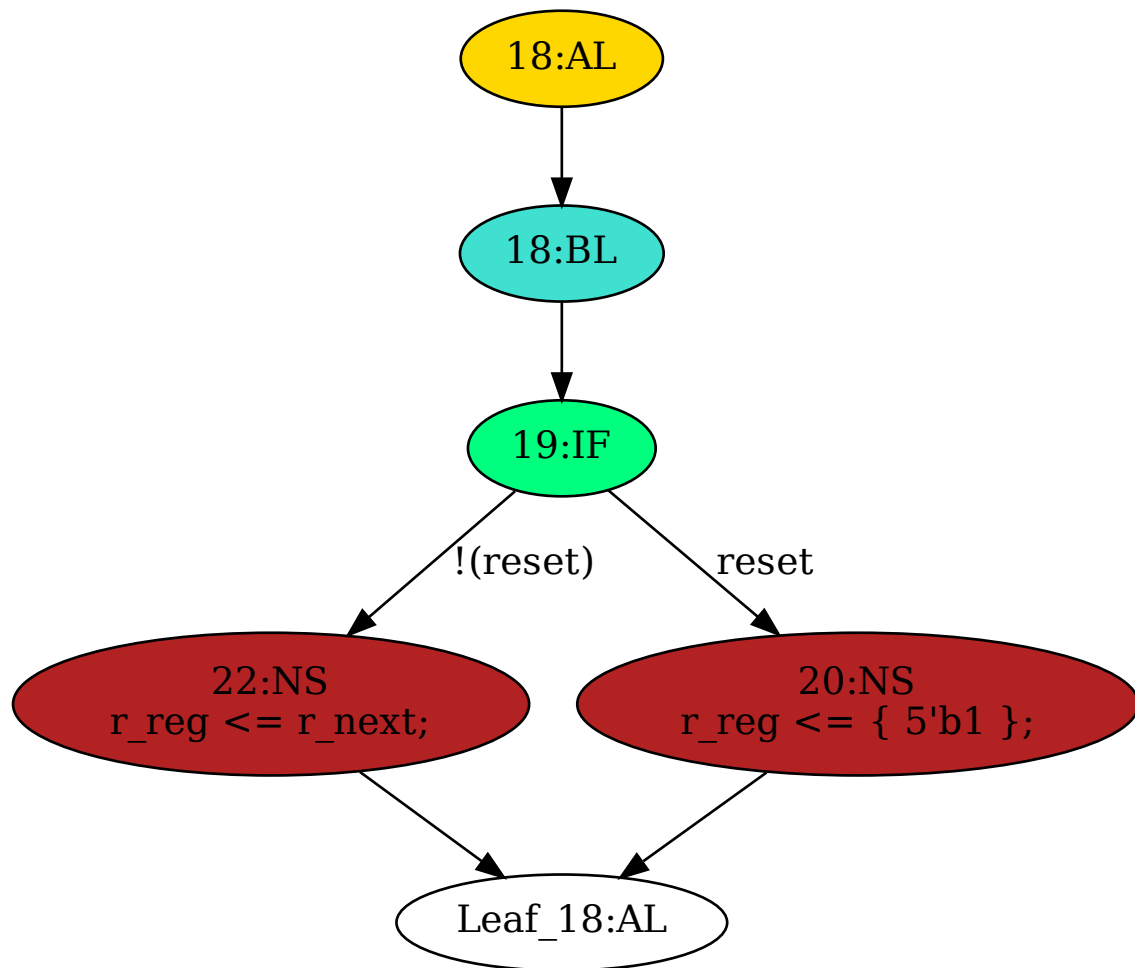 18:AL
18:BL
19:IF
!(reset)
reset
22:NS
r_reg <= r_next;
20:NS
r_reg <= { 5'b1 };
Leaf_18:AL